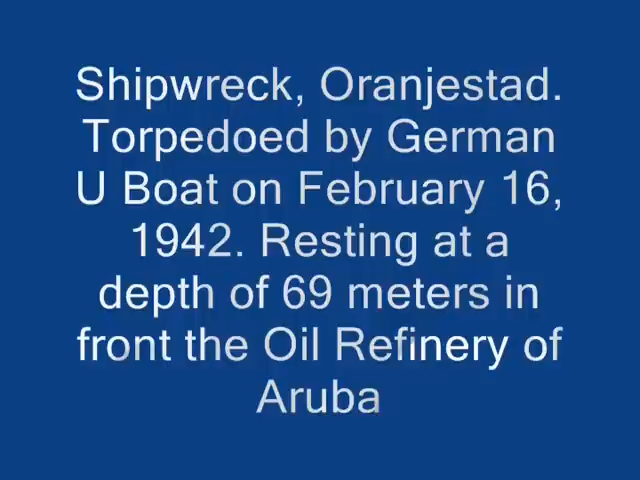 Shipwreck, Oranjestad.
Torpedoed by German
U Boat on February 16,
1942. Resting at a
depth of 69 meters in
front the Oil Refinery of
Aruba